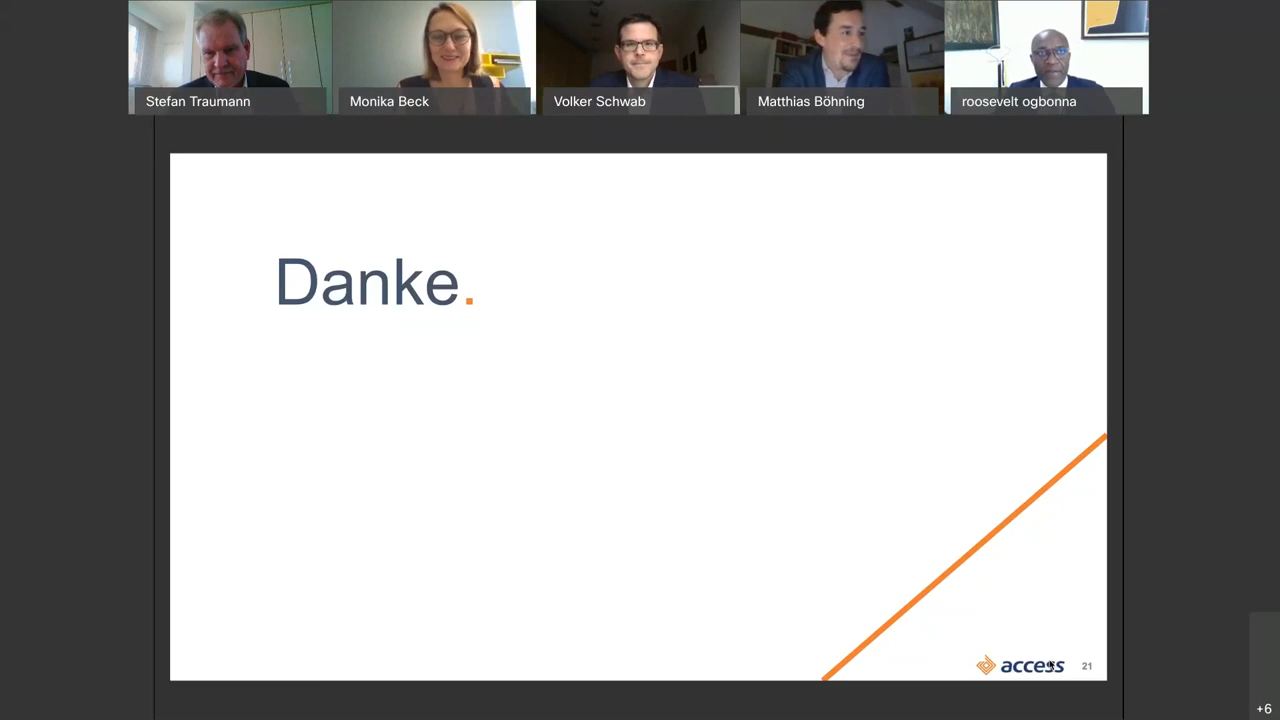 Stefan Traumann
Monika Beck
Volker Schwab
Matthias Böhning
roosevelt ogbonna
Danke.
access
21
+6